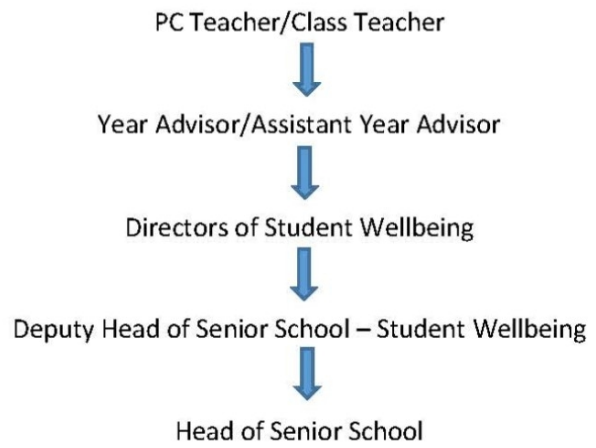 PC Teacher/Class Teacher
Year Advisor/Assistant Year Advisor
Directors of Student Wellbeing
Deputy Head of Senior School – Student Wellbeing
Head of Senior School